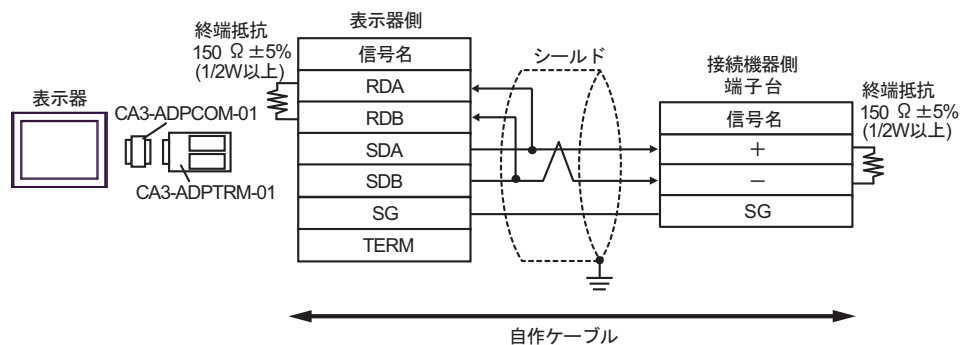 表示器
CA3-ADPCOM-01
CA3-ADPTRM-01
終端抵抗
150 Ω ±5%
(1/2W以上)
表示器側
信号名
RDA
RDB
SDA
SDB
SG
TERM
シールド
接続機器側
端子台
信号名
+
-
SG
終端抵抗
150 Ω ±5%
(1/2W以上)
自作ケーブル